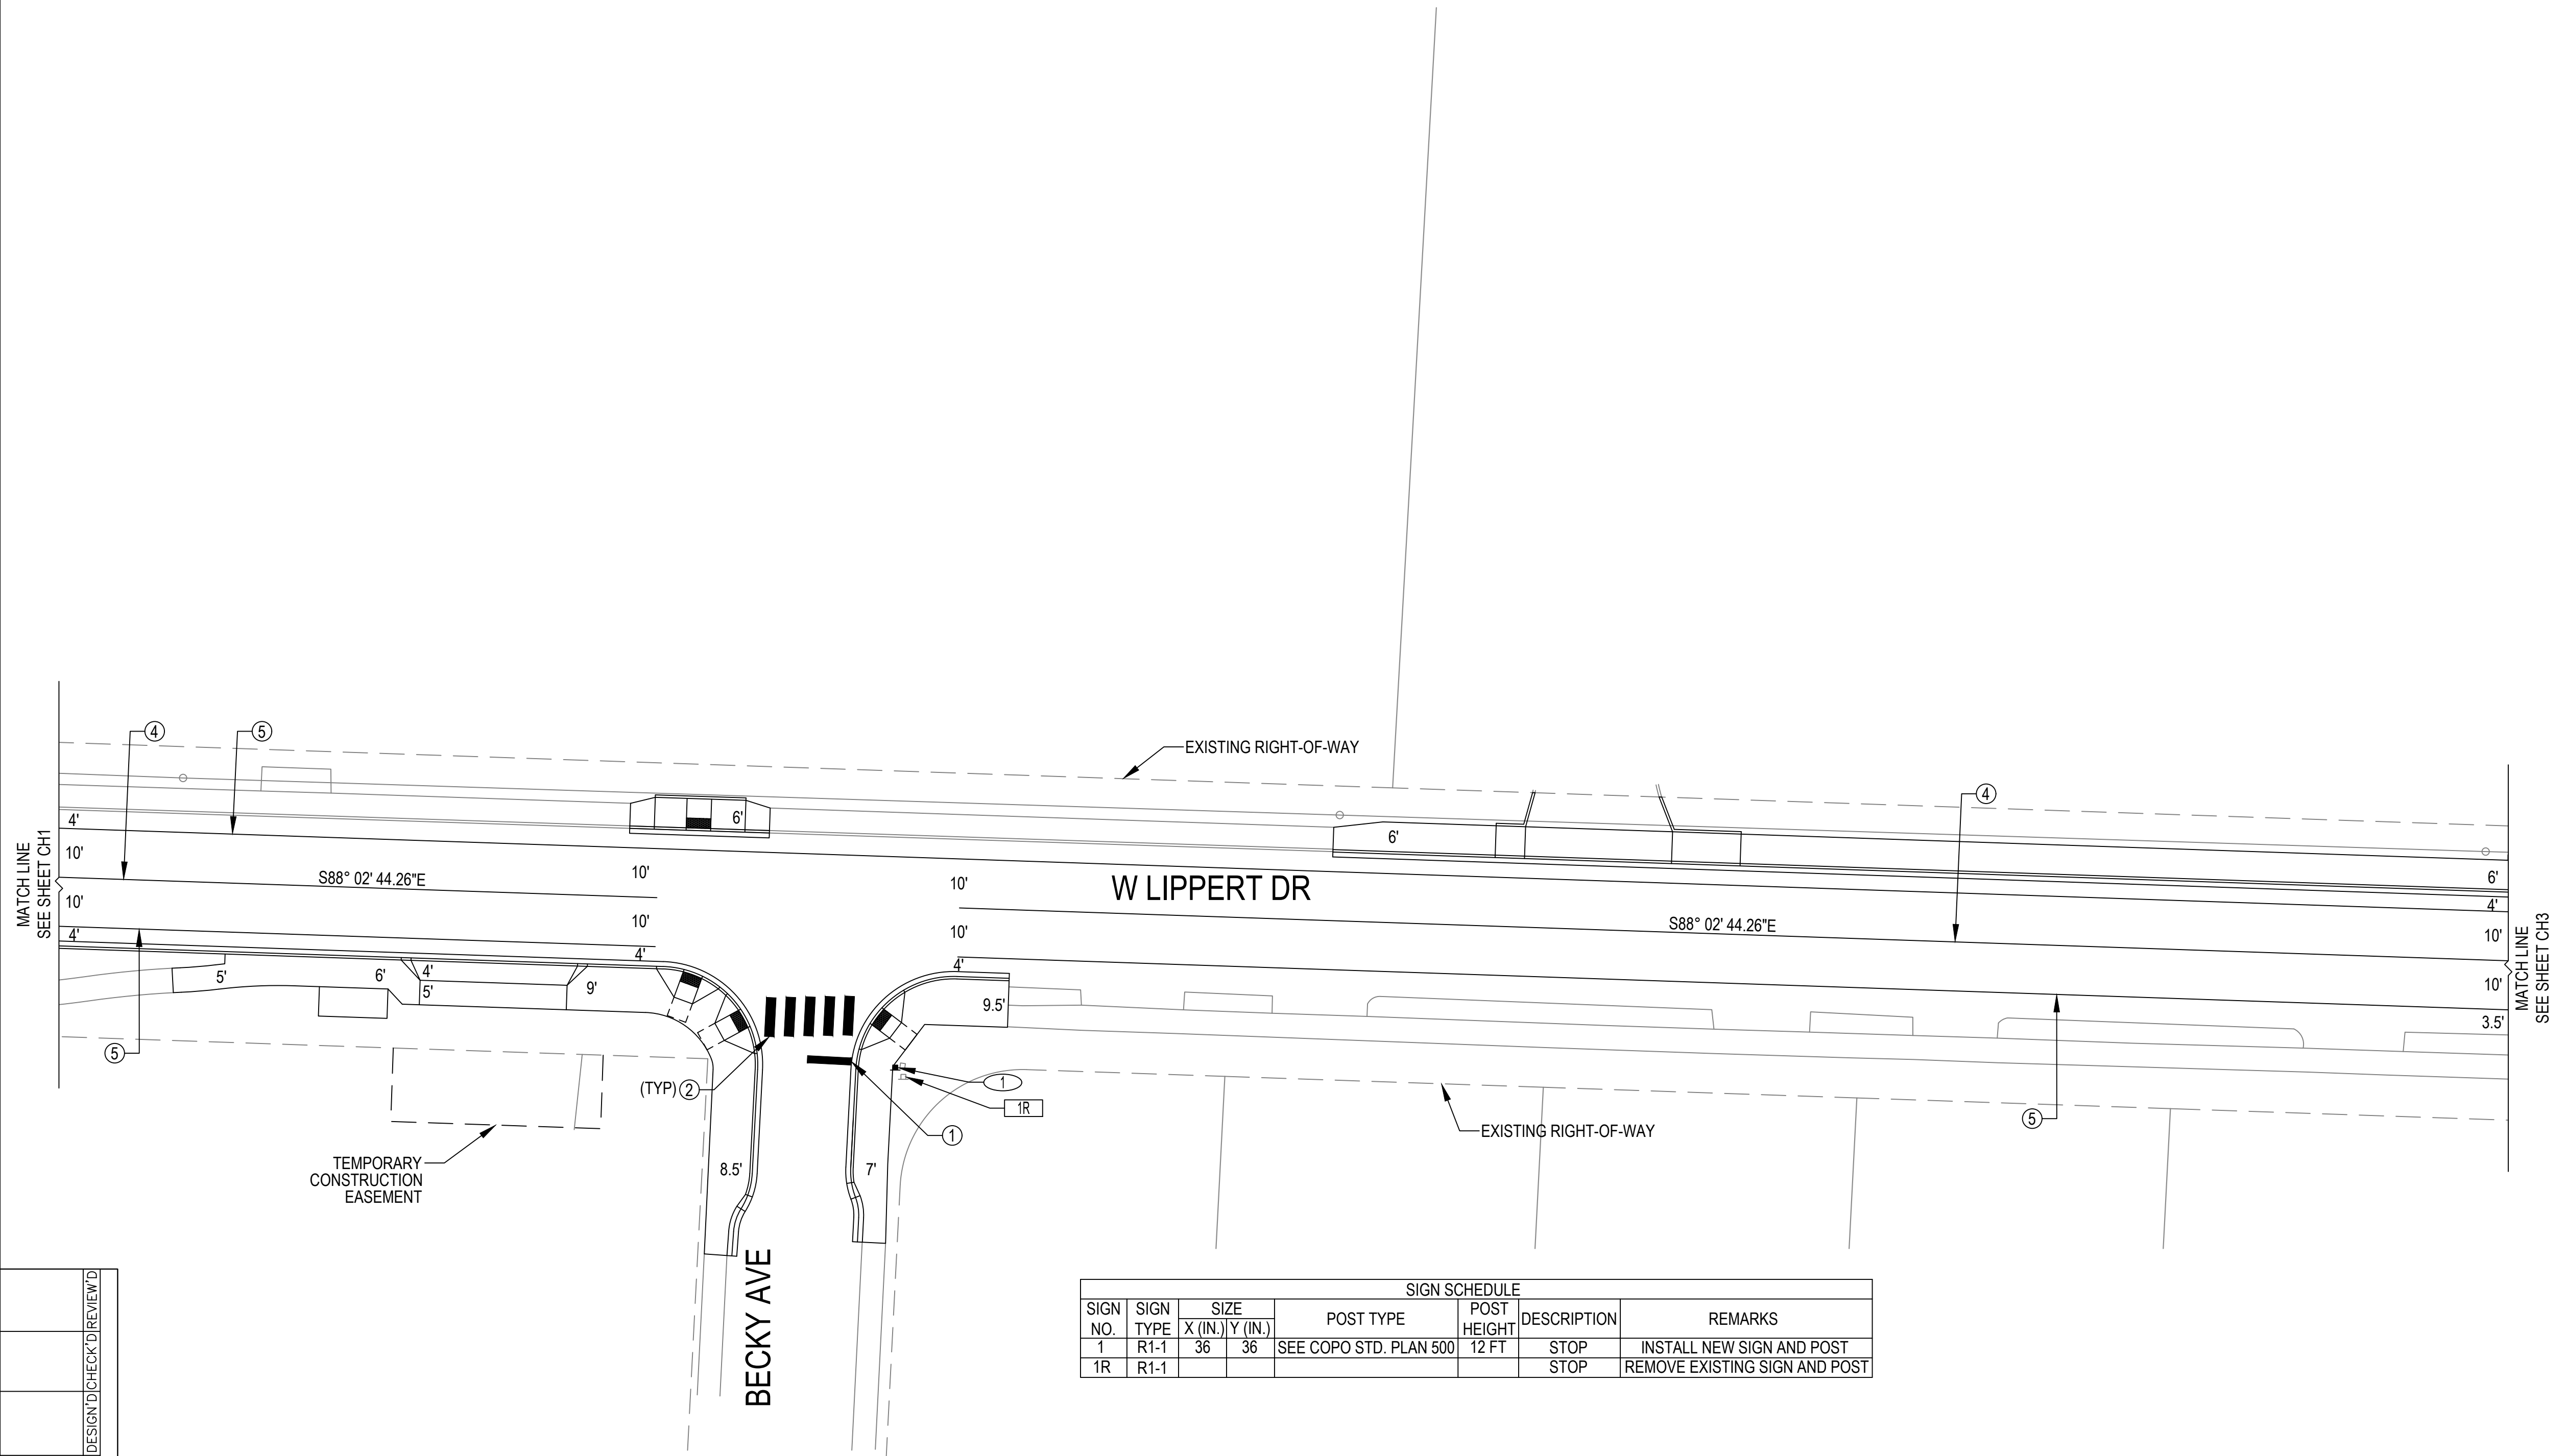 4
5
EXISTING RIGHT-OF-WAY
4
4'
10'
10'
4'
MATCH LINE
SEE SHEET CH1
S88° 02' 44.26"E
6'
10'
10'
4'
10'
10'
4'
W LIPPERT DR
6'
S88° 02' 44.26"E
6'
4'
10'
10'
3.5'
MATCH LINE
SEE SHEET CH3
5'
6'
4'
5'
9'
9.5'
5
(TYP) 2
1
1R
1
5
EXISTING RIGHT-OF-WAY
TEMPORARY
CONSTRUCTION
EASEMENT
8.5'
7'
BECKY AVE
SIGN SCHEDULE
SIGN NO. SIGN TYPE SIZE X (IN.) Y (IN.) POST TYPE POST HEIGHT DESCRIPTION REMARKS
1 R1-1 36 36 SEE COPO STD. PLAN 500 12 FT STOP INSTALL NEW SIGN AND POST
1R R1-1 STOP REMOVE EXISTING SIGN AND POST
DESIGN'D CHECK'D REVIEW'D